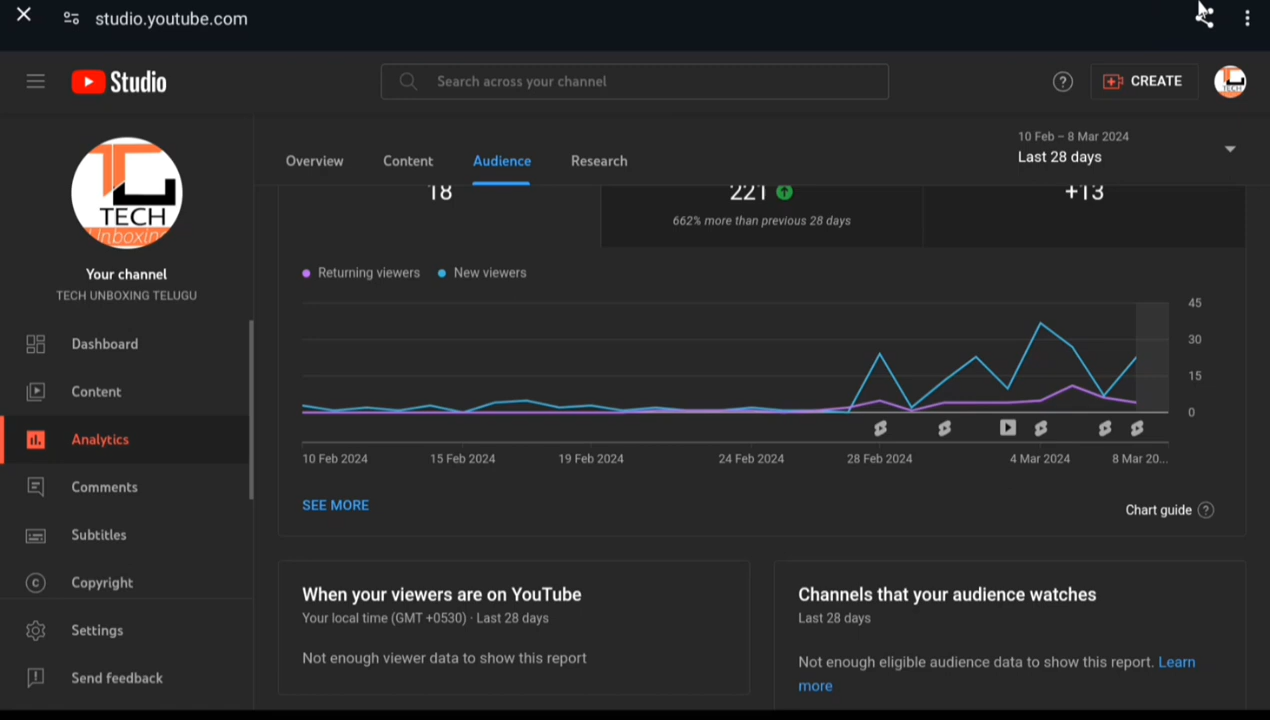 studio.youtube.com
Studio
Search across your channel
CREATE
TECH
Unboxing
Your channel
TECH UNBOXING TELUGU
Dashboard
Content
Analytics
Comments
Subtitles
Copyright
Settings
Send feedback
Overview Content Audience Research
10 Feb – 8 Mar 2024
Last 28 days
18
221
662% more than previous 28 days
+13
Returning viewers New viewers
45
30
15
0
10 Feb 2024 15 Feb 2024 19 Feb 2024 24 Feb 2024 28 Feb 2024 4 Mar 2024 8 Mar 20...
SEE MORE
Chart guide
When your viewers are on YouTube
Your local time (GMT +0530) · Last 28 days
Not enough viewer data to show this report
Channels that your audience watches
Last 28 days
Not enough eligible audience data to show this report. Learn
more